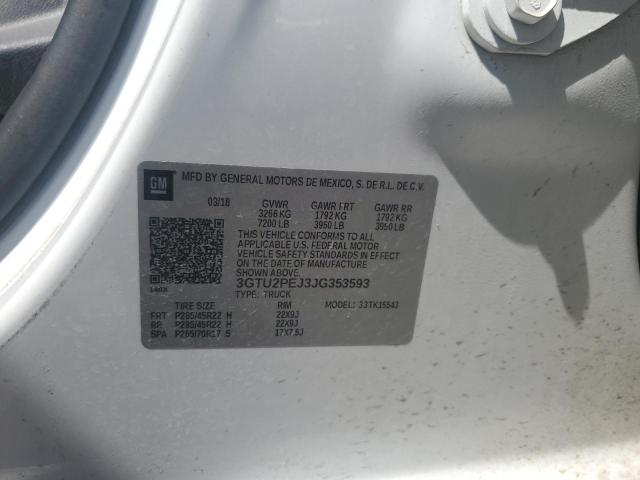 GM
MFD BY GENERAL MOTORS DE MEXICO, S. DE R.L. DE C.V.
03/18 GVWR GAWR FRT GAWR RR
3266 KG 1792 KG 1792 KG
7200 LB 3950 LB 3950 LB
THIS VEHICLE CONFORMS TO ALL
APPLICABLE U.S. FEDERAL MOTOR
VEHICLE SAFETY STANDARDS IN EFFECT
ON THE DATE OF MANUFACTURE
SHOWN ABOVE.
3GTU2PEJ3JG353593
TYPE: TRUCK MODEL: 33TK15543
TIRE SIZE RIM
FRT P285/45R22 H 22X9J
RR P285/45R22 H 22X9J
SPA P265/70R17 S 17X7.5J